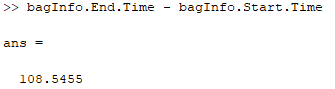 >> bagInfo.End.Time - bagInfo.Start.Time
ans =
108.5455